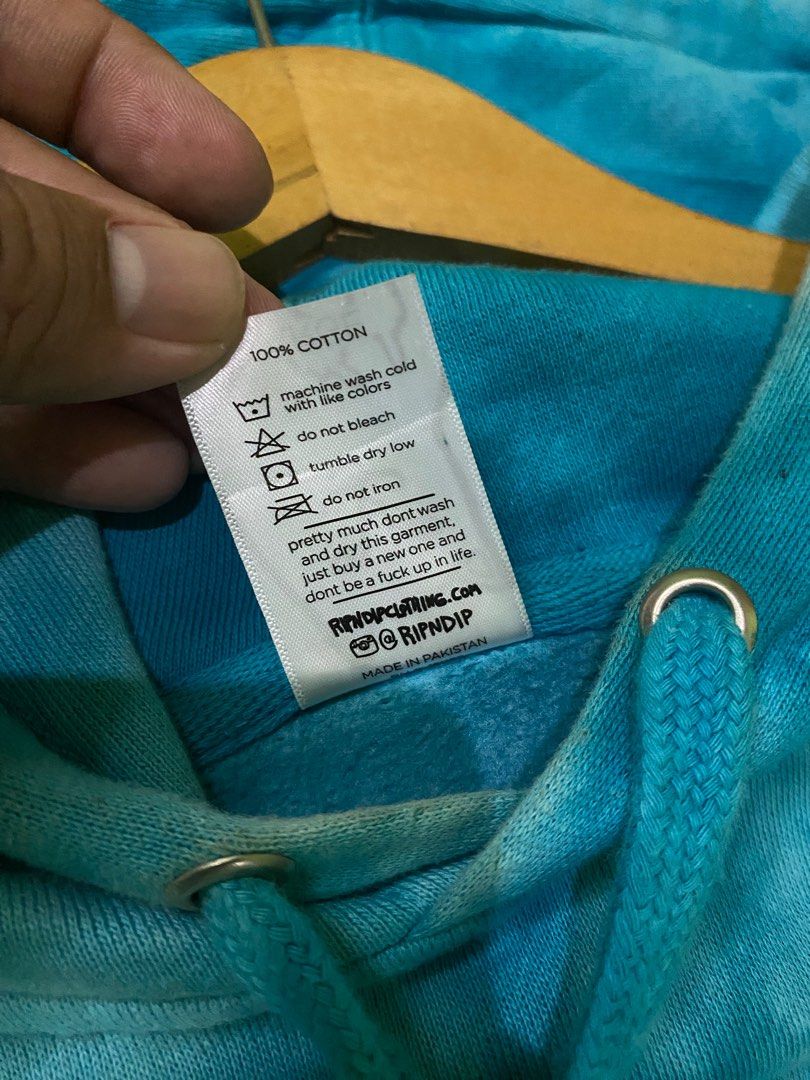 100% COTTON
machine wash cold
with like colors
do not bleach
tumble dry low
do not iron
pretty much dont wash
and dry this garment,
just buy a new one and
dont be a fuck up in life.
RIPNDIPCLOTHING.COM
@RIPNDIP
MADE IN PAKISTAN